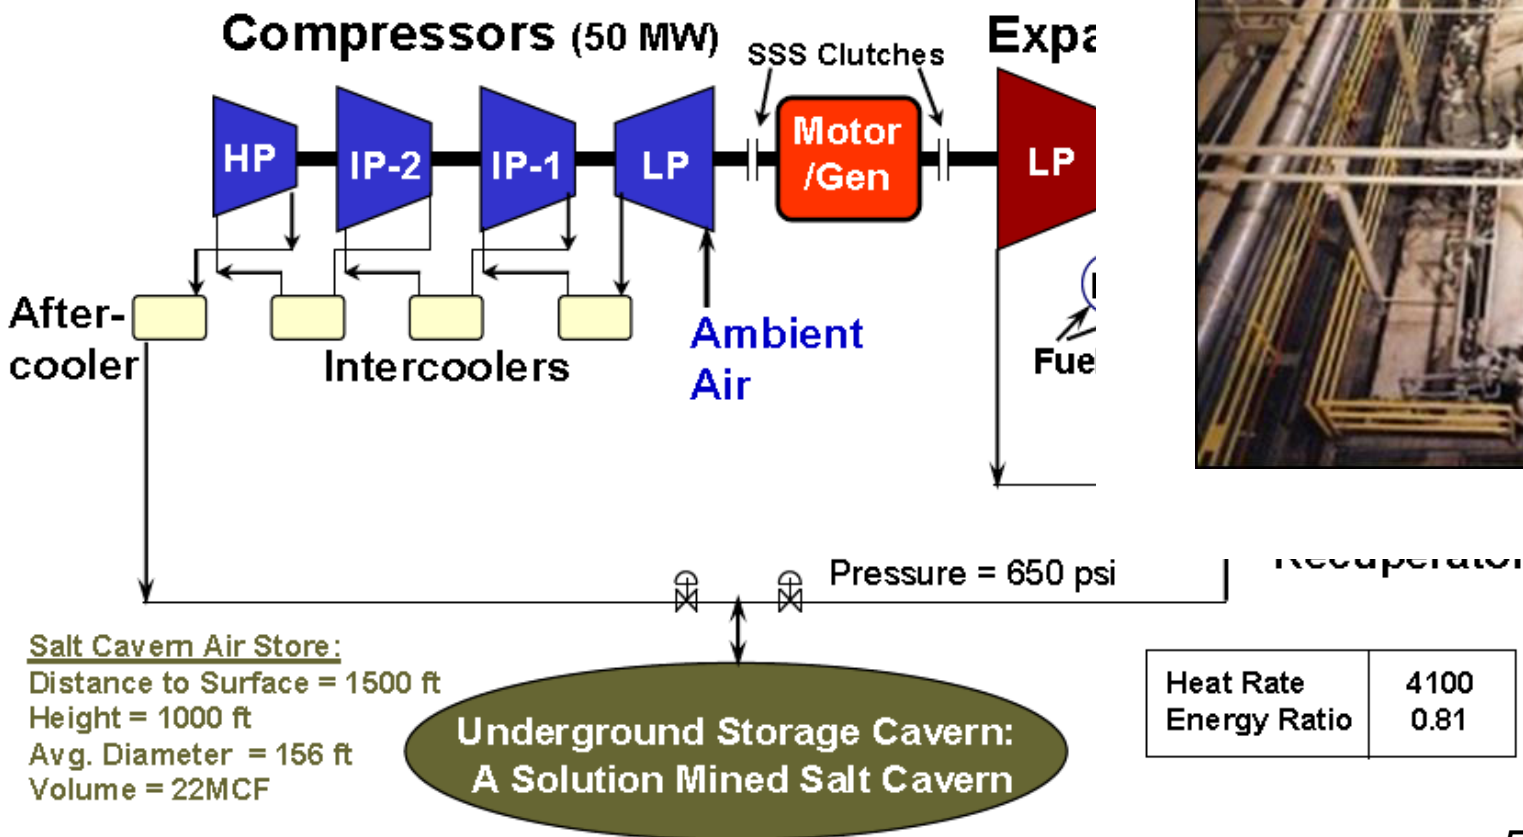 Compressors (50 MW)
SSS Clutches
HP
IP-2
IP-1
LP
Motor
/Gen
LP
After-
cooler
Intercoolers
Ambient
Air
Pressure = 650 psi
Salt Cavern Air Store:
Distance to Surface = 1500 ft
Height = 1000 ft
Avg. Diameter = 156 ft
Volume = 22MCF
Underground Storage Cavern:
A Solution Mined Salt Cavern
Heat Rate 4100
Energy Ratio 0.81